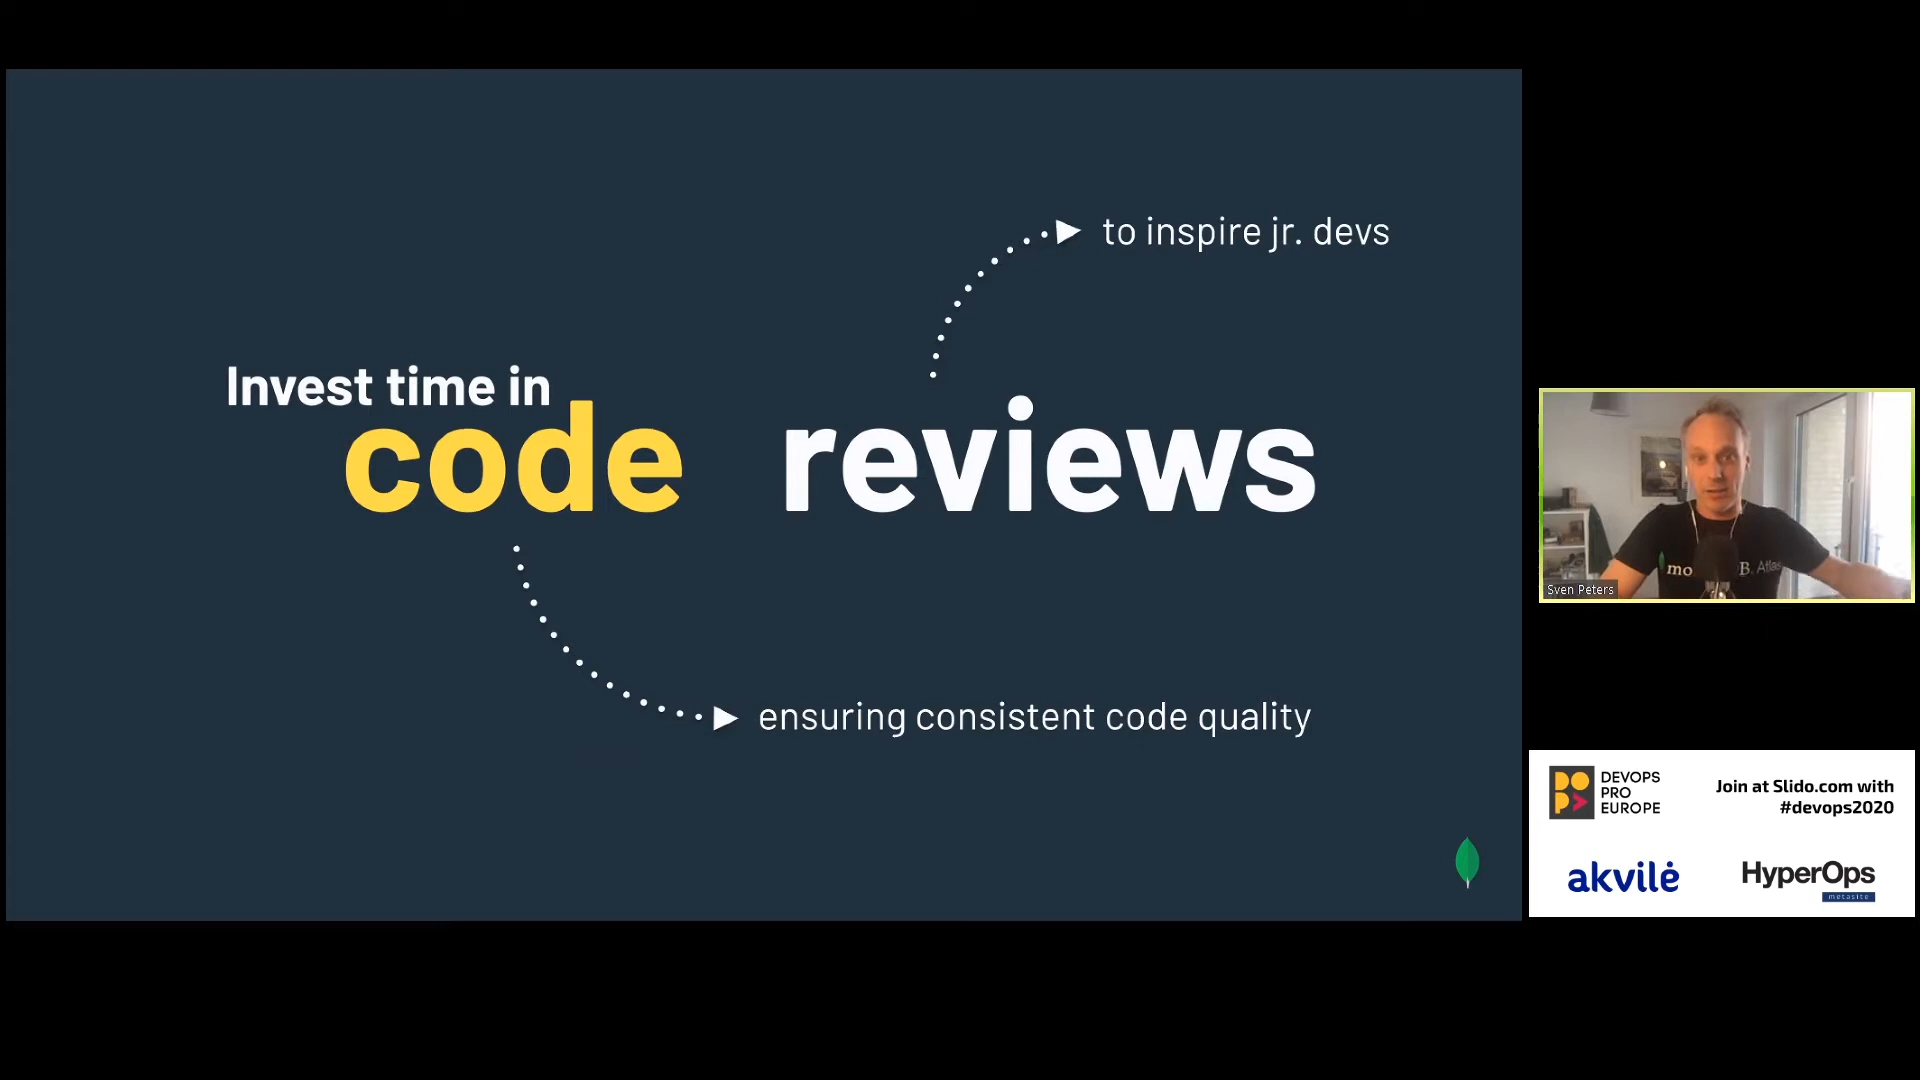 to inspire jr. devs
Invest time in
code reviews
ensuring consistent code quality
Sven Peters
DEVOPS
PRO
EUROPE
Join at Slido.com with
#devops2020
akvilė
HyperOps
metasite